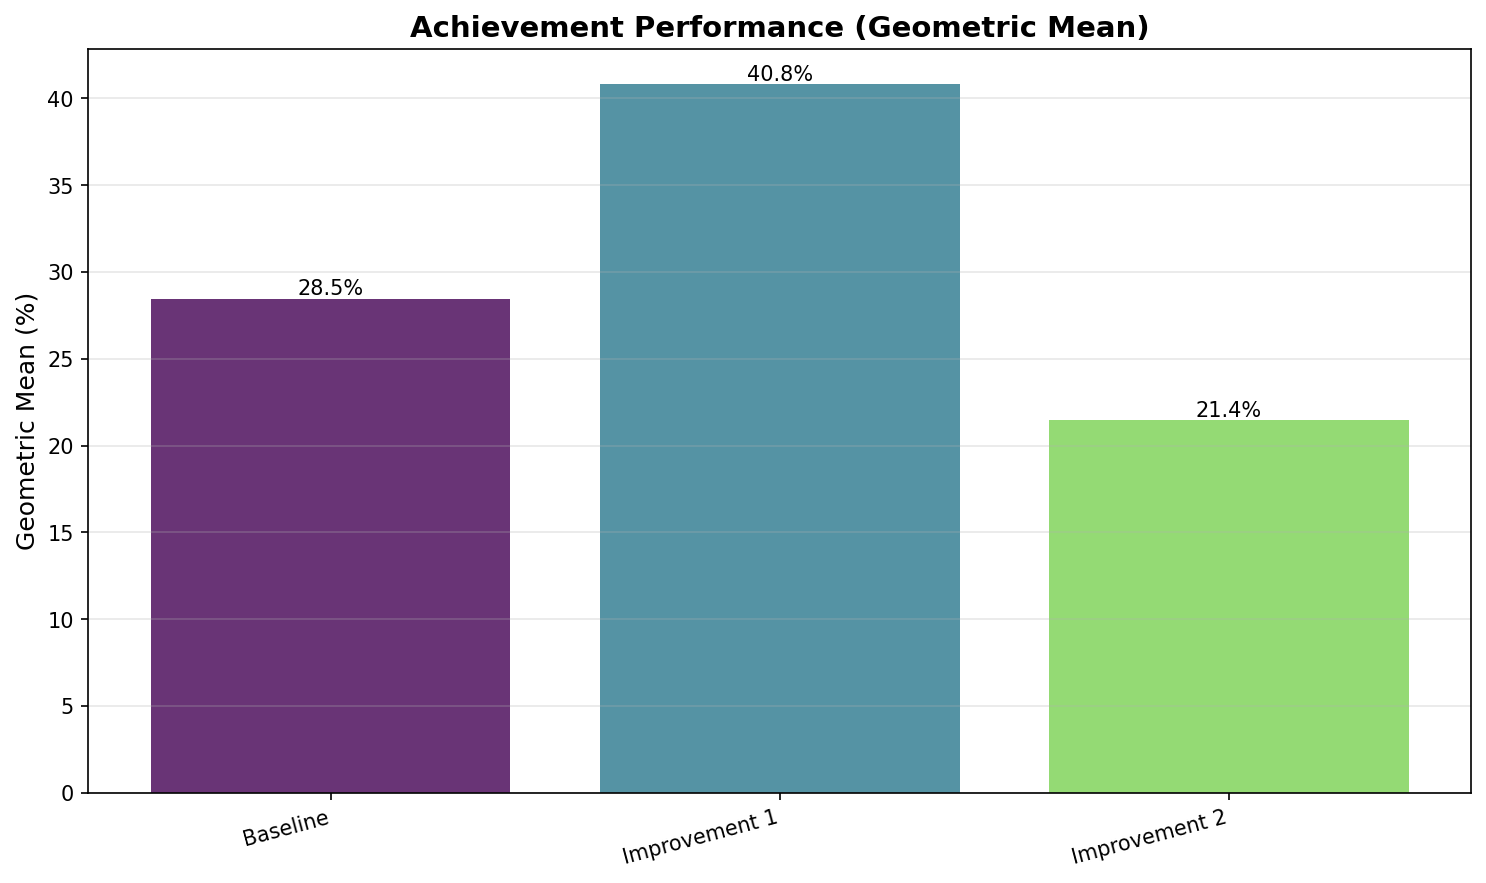 Achievement Performance (Geometric Mean)
Geometric Mean (%)
40
35
30
25
20
15
10
5
0
28.5%
40.8%
21.4%
Baseline
Improvement 1
Improvement 2